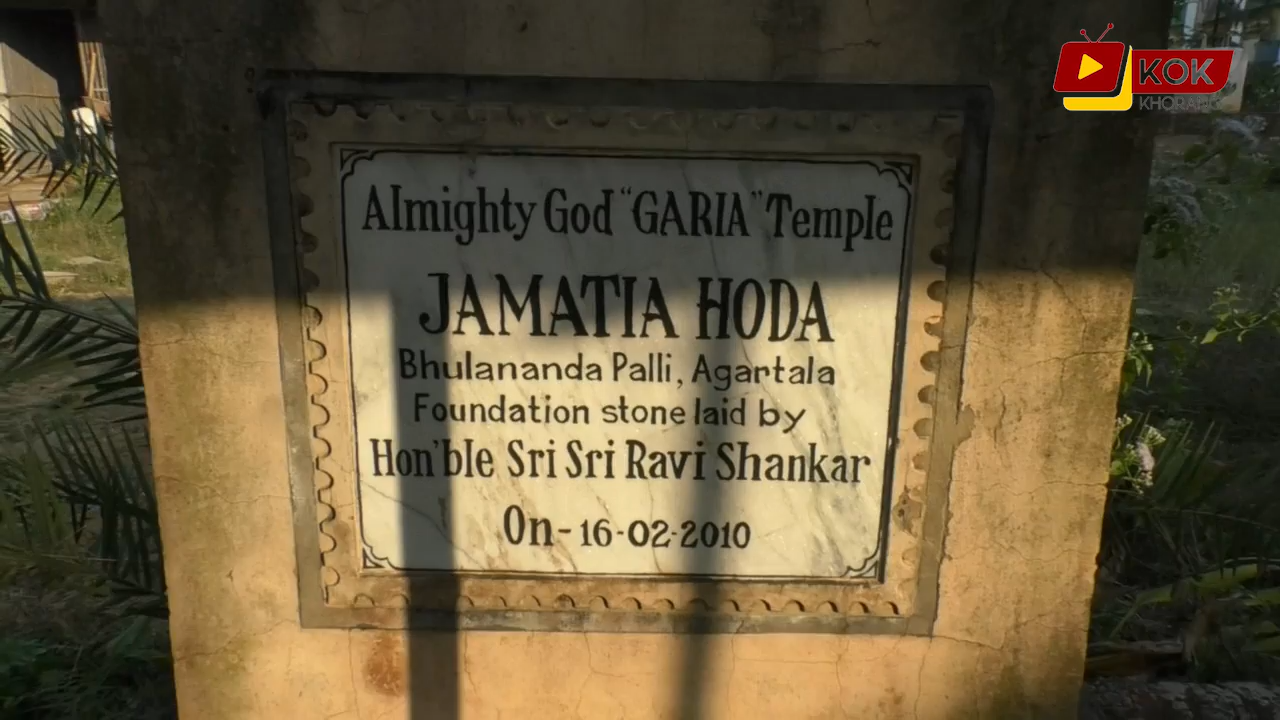 KOK
KHORANG
Almighty God “GARIA” Temple
JAMATIA HODA
Bhulananda Palli, Agartala
Foundation stone laid by
Hon'ble Sri Sri Ravi Shankar
On-16-02-2010